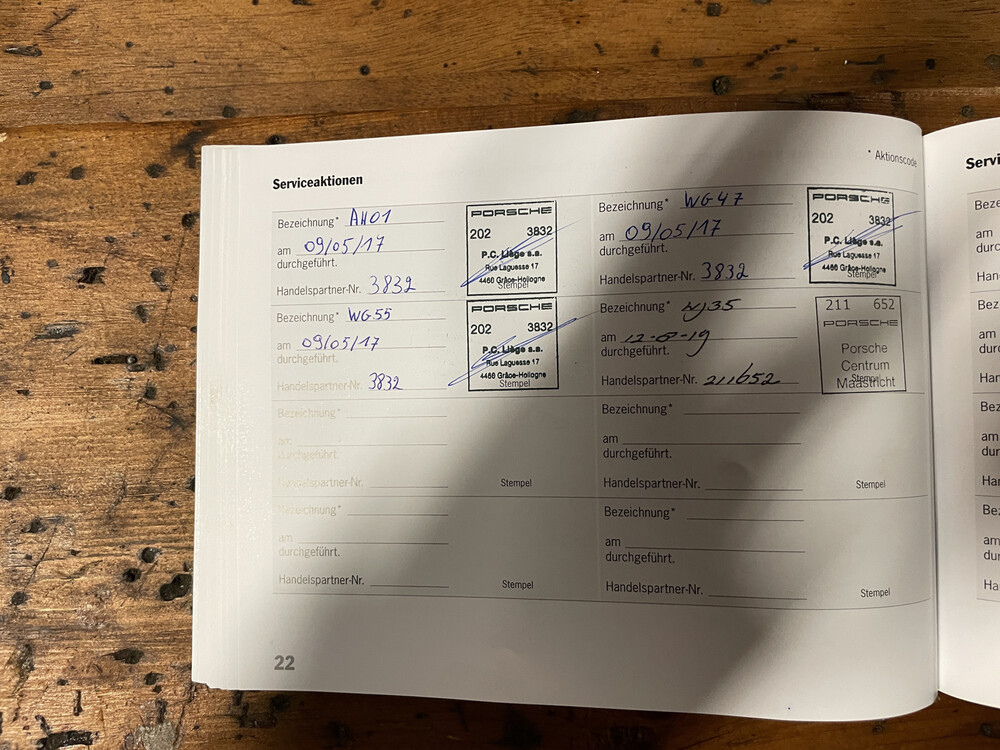 Serviceaktionen
* Aktionscode
Bezeichnung* AH01
am 09/05/17
durchgeführt.
Handelspartner-Nr. 3832
PORSCHE
202 3832
P.C. Liège s.a.
Rue Laguesse 17
4460 Grâce-Hollogne
Stempel
Bezeichnung* WG47
am 09/05/17
durchgeführt.
Handelspartner-Nr. 3832
PORSCHE
202 3832
P.C. Liège s.a.
Rue Laguesse 17
4460 Grâce-Hollogne
Stempel
Bezeichnung* WG55
am 09/05/17
durchgeführt.
Handelspartner-Nr. 3832
PORSCHE
202 3832
P.C. Liège s.a.
Rue Laguesse 17
4460 Grâce-Hollogne
Stempel
Bezeichnung*
am
durchgeführt.
Handelspartner-Nr. 211652
211 652
PORSCHE
Porsche
Centrum
Maastricht
Stempel
Bezeichnung*
am
durchgeführt.
Handelspartner-Nr.
Stempel
Bezeichnung*
am
durchgeführt.
Handelspartner-Nr.
Stempel
Bezeichnung*
am
durchgeführt.
Handelspartner-Nr.
Stempel
Bezeichnung*
am
durchgeführt.
Handelspartner-Nr.
Stempel
22